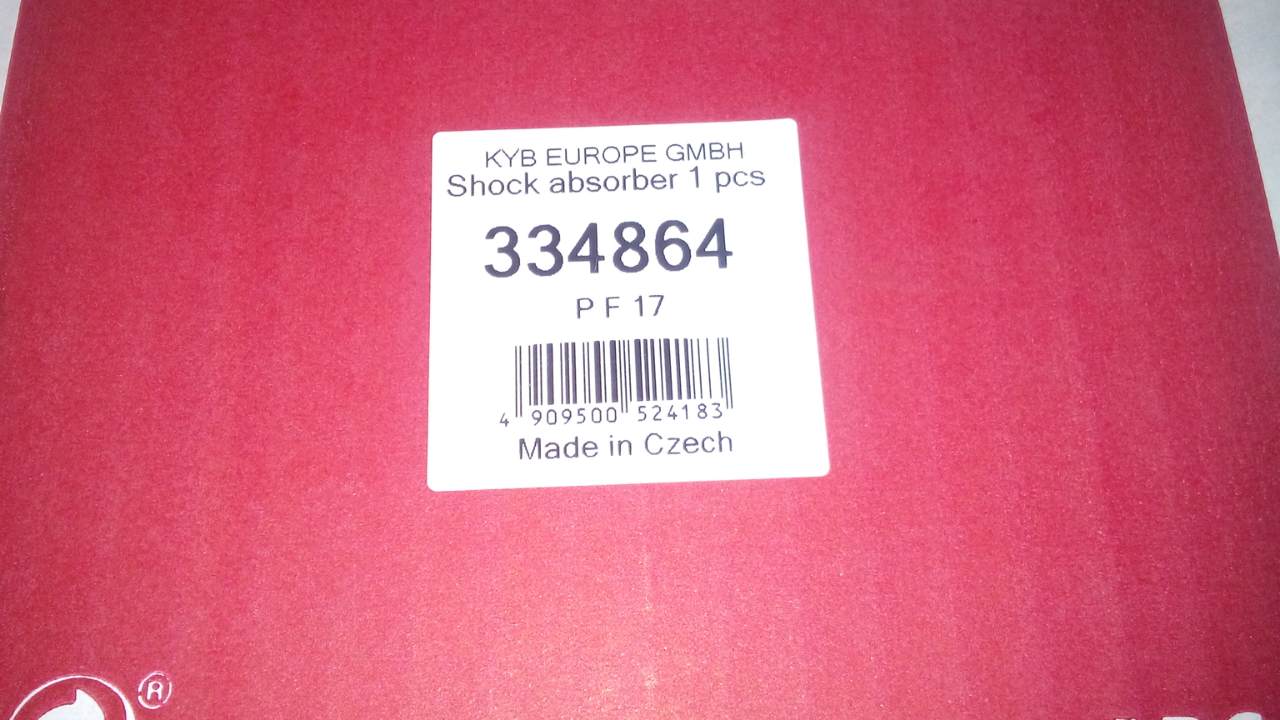 KYB EUROPE GMBH
Shock absorber 1 pcs
334864
P F 17
4 909500 524183
Made in Czech
®